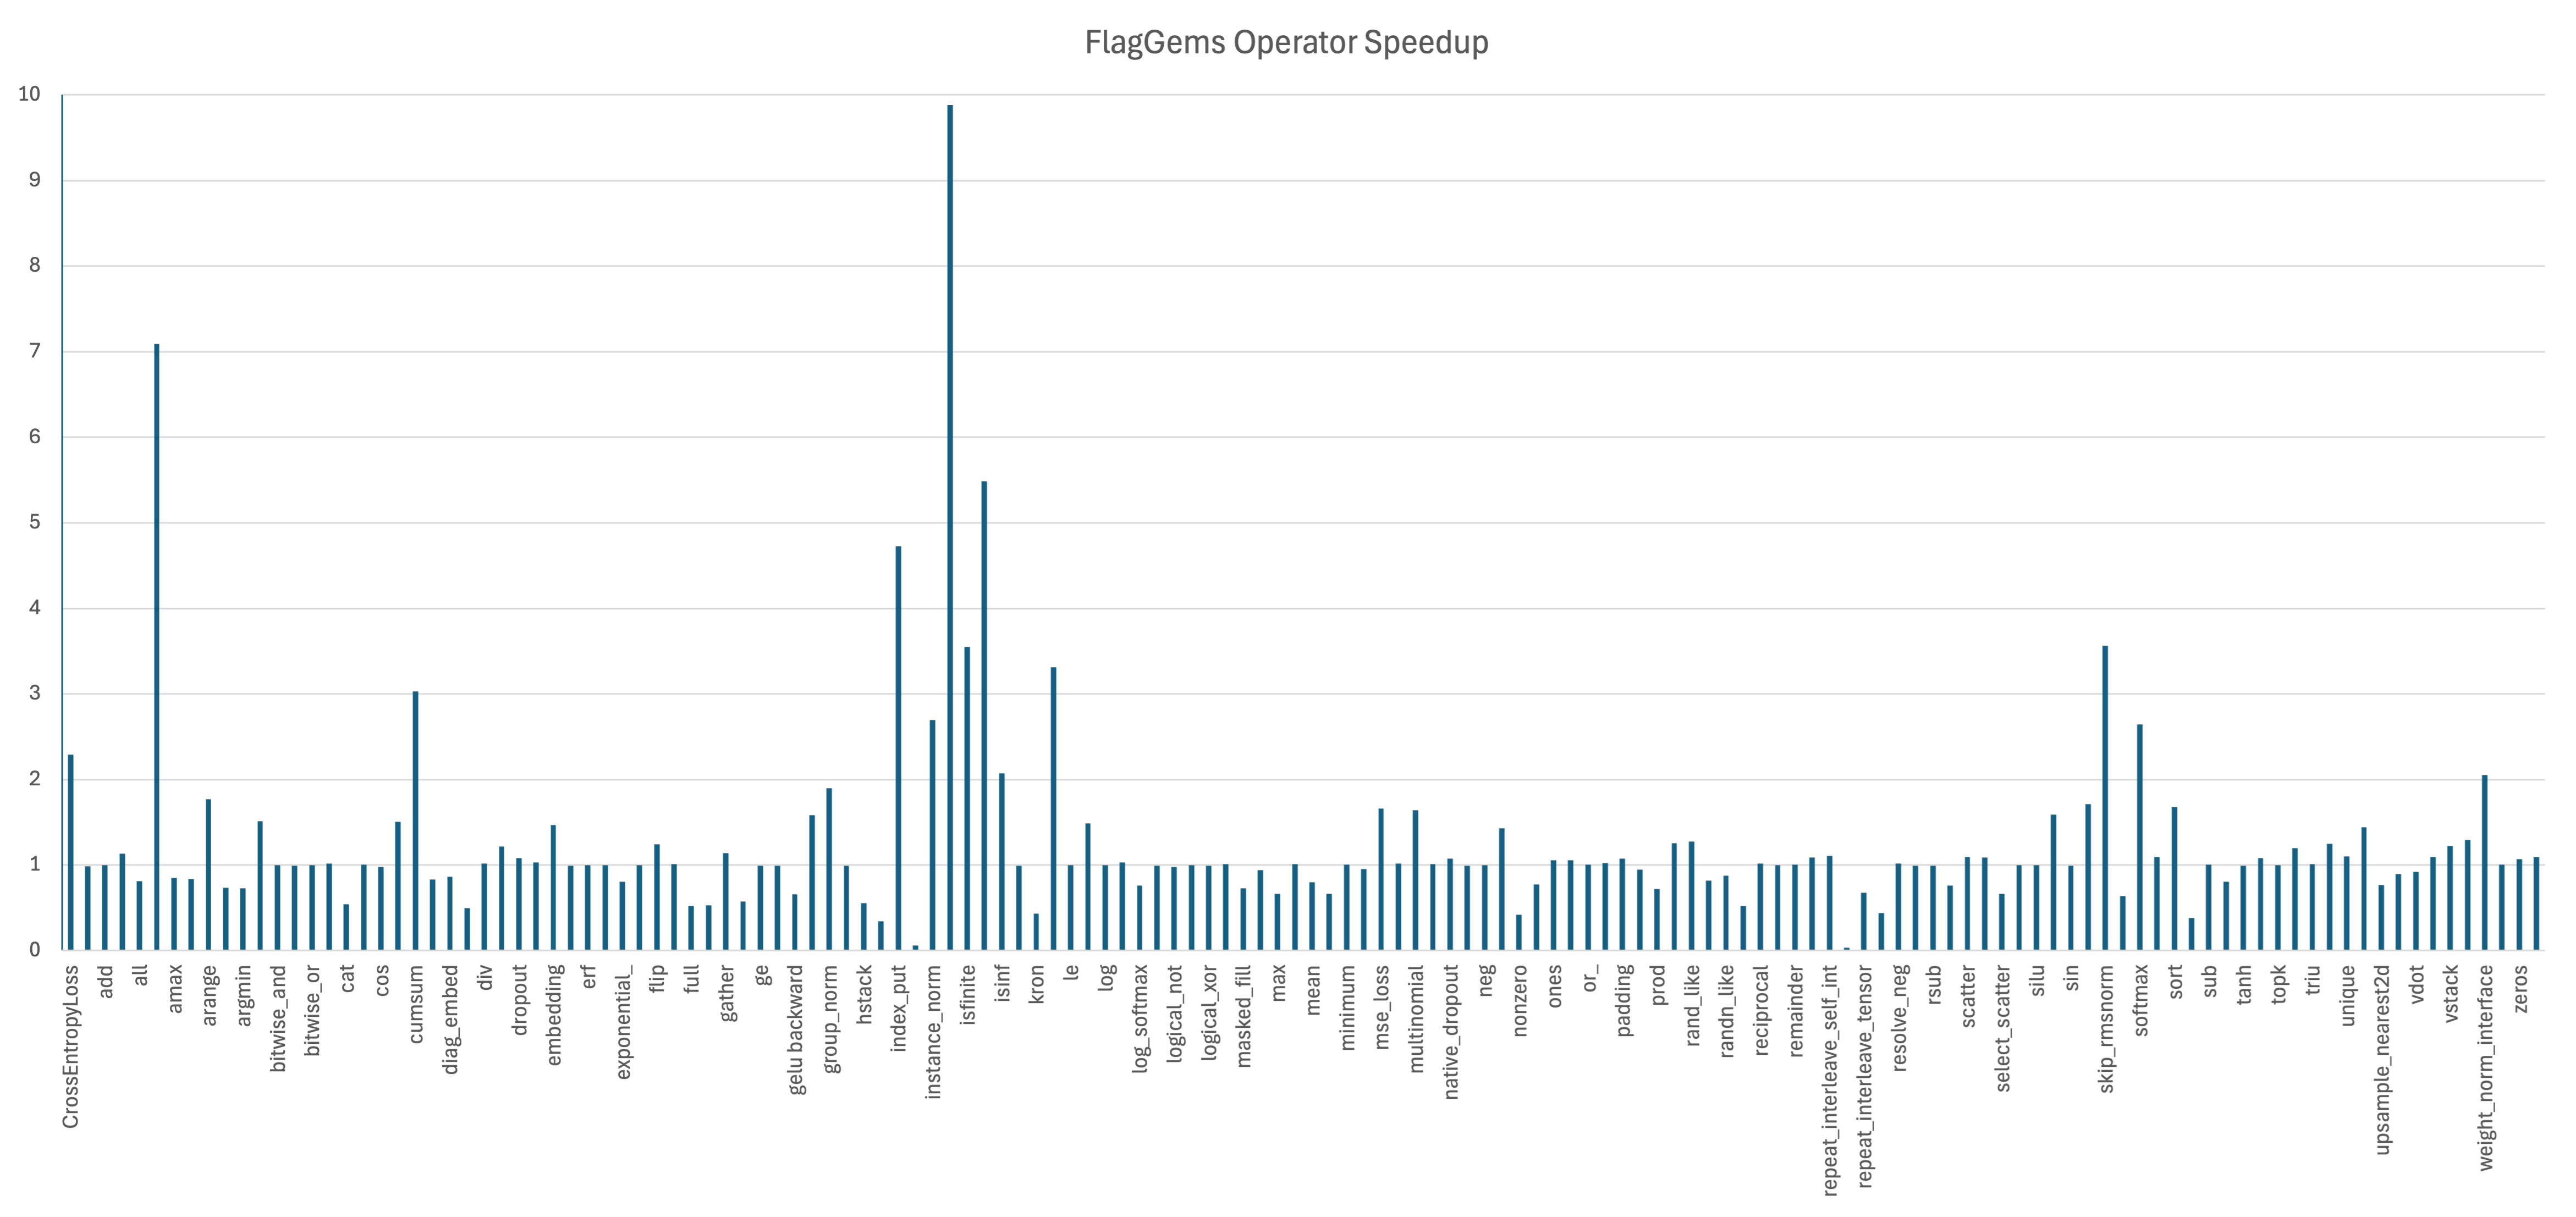 FlagGems Operator Speedup
10
9
8
7
6
5
4
3
2
1
0
CrossEntropyLoss
add
all
amax
arange
argmin
bitwise_and
bitwise_or
cat
cos
cumsum
diag_embed
div
dropout
embedding
erf
exponential_
flip
full
gather
ge
gelu backward
group_norm
hstack
index_put
instance_norm
isfinite
isinf
kron
le
log
log_softmax
logical_not
logical_xor
masked_fill
max
mean
minimum
mse_loss
multinomial
native_dropout
neg
nonzero
ones
or_
padding
prod
rand_like
randn_like
reciprocal
remainder
repeat_interleave_self_int
repeat_interleave_tensor
resolve_neg
rsub
scatter
select_scatter
silu
sin
skip_rmsnorm
softmax
sort
sub
tanh
topk
triu
unique
upsample_nearest2d
vdot
vstack
weight_norm_interface
zeros